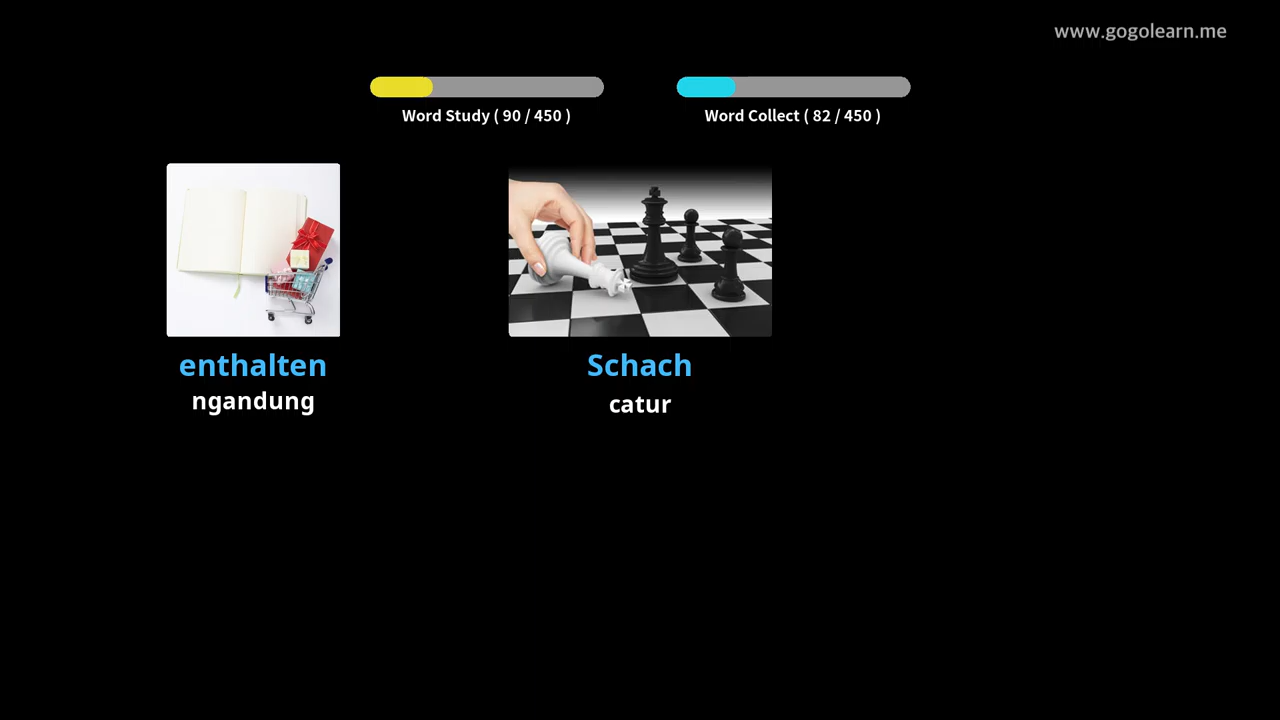 www.gogolearn.me
Word Study ( 90 / 450 )
Word Collect ( 82 / 450 )
enthalten
ngandung
Schach
catur